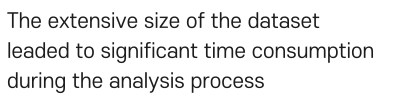 The extensive size of the dataset
leaded to significant time consumption
during the analysis process